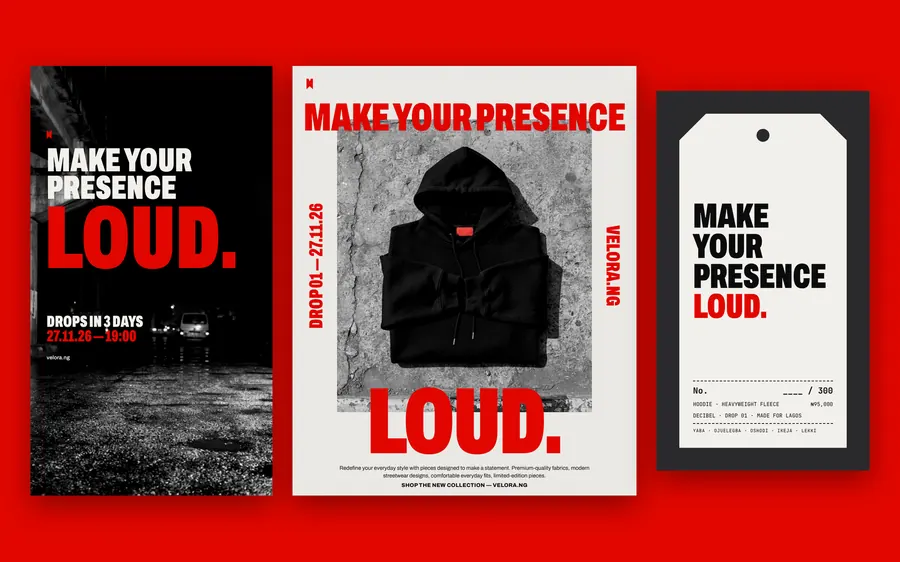 MAKE YOUR
PRESENCE
LOUD.
DROPS IN 3 DAYS
27.11.26 — 19:00
velora.ng
MAKE YOUR PRESENCE
DROP 01 — 27.11.26
VELORA.NG
LOUD.
Redefine your everyday style with pieces designed to make a statement. Premium-quality fabrics, modern
streetwear designs, comfortable everyday fits, limited-edition pieces.
SHOP THE NEW COLLECTION — VELORA.NG
MAKE
YOUR
PRESENCE
LOUD.
No. ____ / 300
HOODIE · HEAVYWEIGHT FLEECE ₦95,000
DECIBEL · DROP 01 · MADE FOR LAGOS
YABA · OJUELEGBA · OSHODI · IKEJA · LEKKI